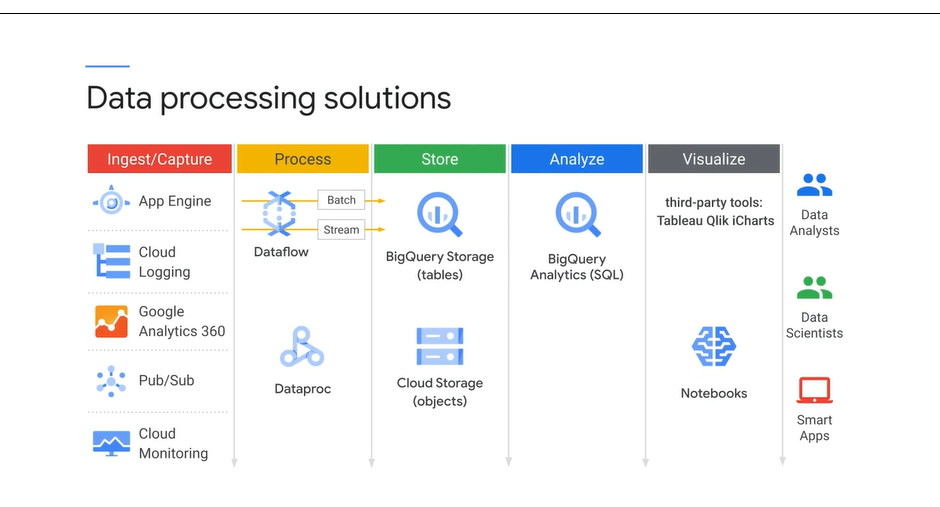 Data processing solutions
Ingest/Capture
Process
Store
Analyze
Visualize
App Engine
Cloud
Logging
Google
Analytics 360
Pub/Sub
Cloud
Monitoring
Batch
Stream
Dataflow
Dataproc
BigQuery Storage
(tables)
Cloud Storage
(objects)
BigQuery
Analytics (SQL)
third-party tools:
Tableau Qlik iCharts
Notebooks
Data
Analysts
Data
Scientists
Smart
Apps